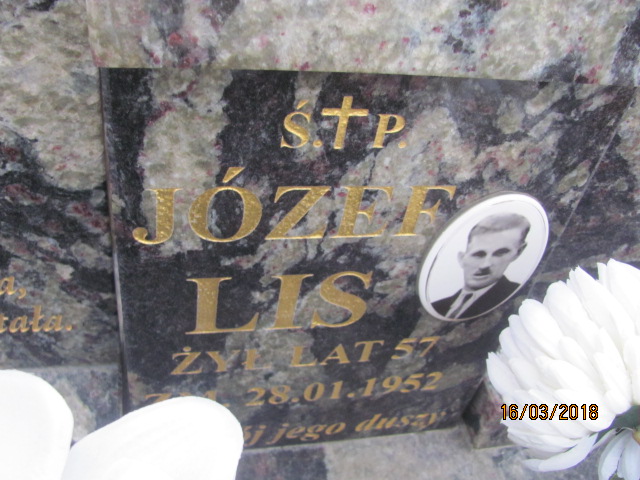 Ś.†P.
JÓZEF
LIS
ŻYŁ LAT 57
28.01.1952
jego duszy
tała.
16/03/2018